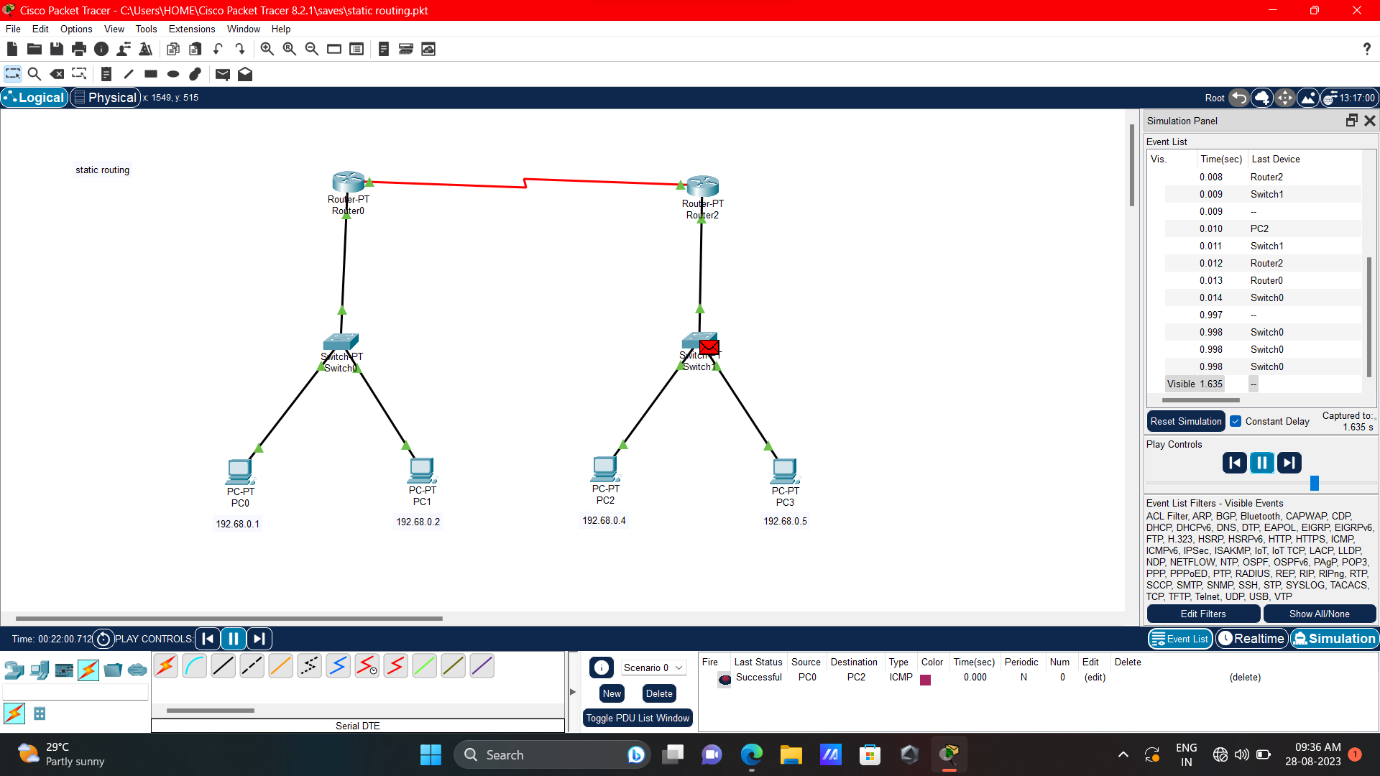 Cisco Packet Tracer - C:\Users\HOME\Cisco Packet Tracer 8.2.1\saves\static routing.pkt
File Edit Options View Tools Extensions Window Help
Logical Physical x: 1549, y: 515 Root 13:17:00
static routing
Router-PT
Router0
Router-PT
Router2
Switch-PT
Switch0
Switch1
PC-PT
PC0
PC-PT
PC1
PC-PT
PC2
PC-PT
PC3
192.68.0.1
192.68.0.2
192.68.0.4
192.68.0.5
Simulation Panel
Event List
Vis. Time(sec) Last Device
0.008 Router2
0.009 Switch1
0.009 --
0.010 PC2
0.011 Switch1
0.012 Router2
0.013 Router0
0.014 Switch0
0.997 --
0.998 Switch0
0.998 Switch0
0.998 Switch0
Visible 1.635 --
Reset Simulation Constant Delay Captured to:
1.635 s
Play Controls
Event List Filters - Visible Events
ACL Filter, ARP, BGP, Bluetooth, CAPWAP, CDP,
DHCP, DHCPv6, DNS, DTP, EAPOL, EIGRP, EIGRPv6,
FTP, H.323, HSRP, HSRPv6, HTTP, HTTPS, ICMP,
ICMPv6, IPSec, ISAKMP, IoT, IoT TCP, LACP, LLDP,
NDP, NETFLOW, NTP, OSPF, OSPFv6, PAgP, POP3,
PPP, PPPoED, PTP, RADIUS, REP, RIP, RIPng, RTP,
SCCP, SMTP, SNMP, SSH, STP, SYSLOG, TACACS,
TCP, TFTP, Telnet, UDP, USB, VTP
Edit Filters Show All/None
Time: 00:22:00.712 PLAY CONTROLS: Event List Realtime Simulation
Serial DTE
Scenario 0
New Delete
Toggle PDU List Window
Fire Last Status Source Destination Type Color Time(sec) Periodic Num Edit Delete
Successful PC0 PC2 ICMP 0.000 N 0 (edit) (delete)
29°C
Partly sunny
Search
ENG
IN
09:36 AM
28-08-2023
1